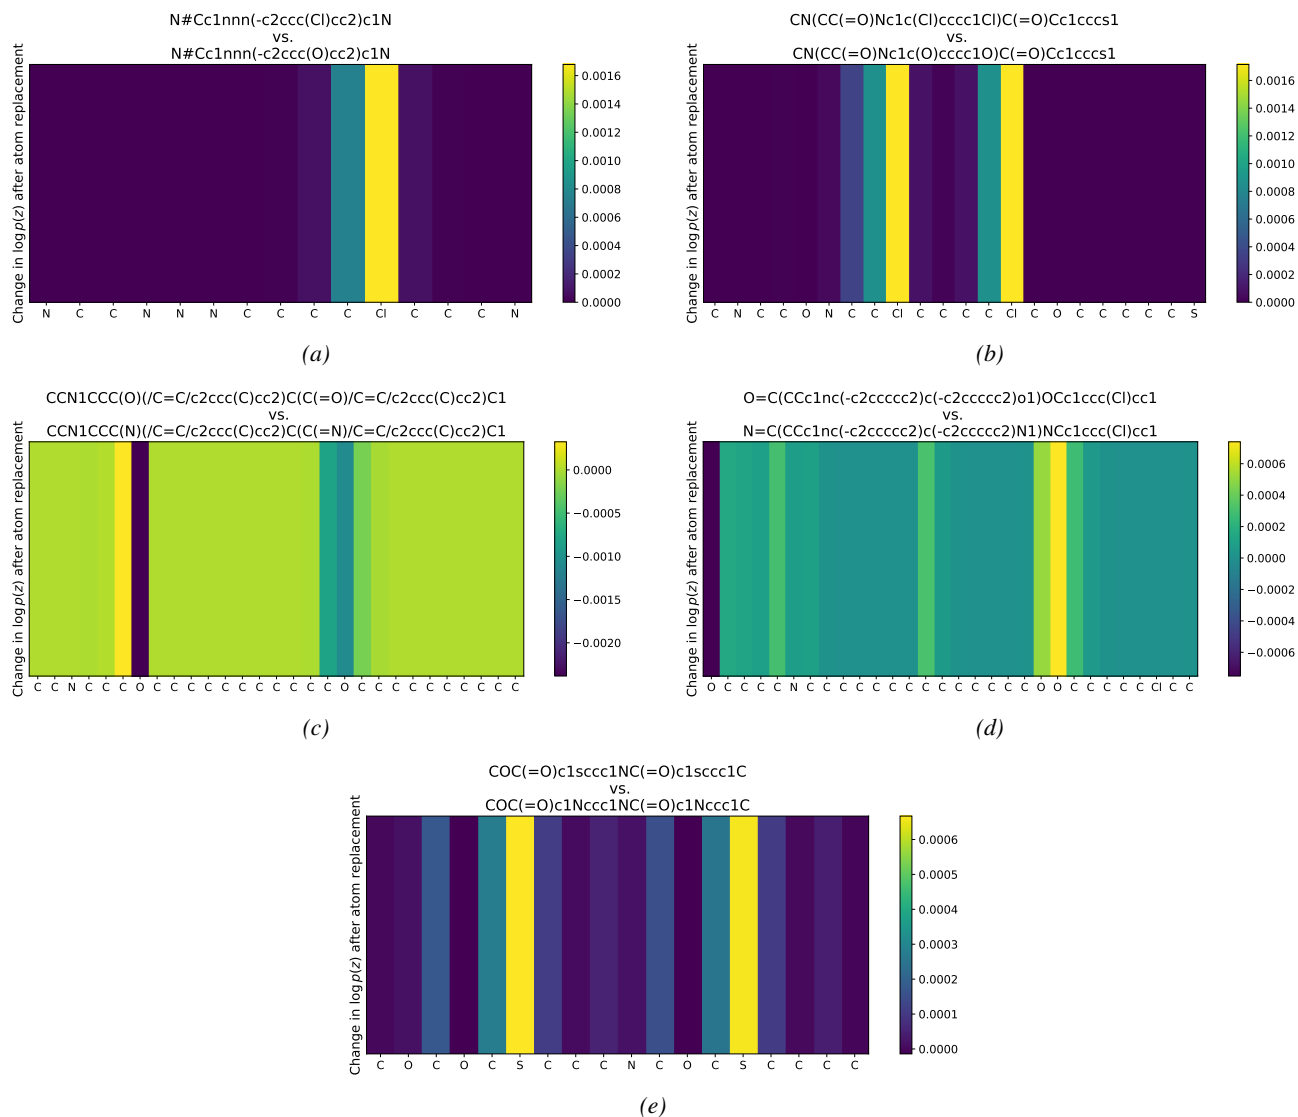 N#Cc1nnn(-c2ccc(Cl)cc2)c1N
vs.
N#Cc1nnn(-c2ccc(O)cc2)c1N
Change in log p(z) after atom replacement
0.0016
0.0014
0.0012
0.0010
0.0008
0.0006
0.0004
0.0002
0.0000
N C C N N N C C C C Cl C C C N
(a)
CN(CC(=O)Nc1c(Cl)cccc1Cl)C(=O)Cc1cccs1
vs.
CN(CC(=O)Nc1c(O)cccc1O)C(=O)Cc1cccs1
Change in log p(z) after atom replacement
0.0016
0.0014
0.0012
0.0010
0.0008
0.0006
0.0004
0.0002
0.0000
C N C C O N C C Cl C C C C Cl C O C C C C C S
(b)
CCN1CCC(O)(/C=C/c2ccc(C)cc2)C(C(=O)/C=C/c2ccc(C)cc2)C1
vs.
CCN1CCC(N)(/C=C/c2ccc(C)cc2)C(C(=N)/C=C/c2ccc(C)cc2)C1
Change in log p(z) after atom replacement
0.0000
−0.0005
−0.0010
−0.0015
−0.0020
C C N C C C O C C C C C C C C C C C O C C C C C C C C C C
(c)
O=C(CCc1nc(-c2ccccc2)c(-c2ccccc2)o1)OCc1ccc(Cl)cc1
vs.
N=C(CCc1nc(-c2ccccc2)c(-c2ccccc2)N1)NCc1ccc(Cl)cc1
Change in log p(z) after atom replacement
0.0006
0.0004
0.0002
0.0000
−0.0002
−0.0004
−0.0006
O C C C C N C C C C C C C C C C C C C C O O C C C C C Cl C C
(d)
COC(=O)c1sccc1NC(=O)c1sccc1C
vs.
COC(=O)c1Nccc1NC(=O)c1Nccc1C
Change in log p(z) after atom replacement
0.0006
0.0005
0.0004
0.0003
0.0002
0.0001
0.0000
C O C O C S C C C N C O C S C C C C
(e)